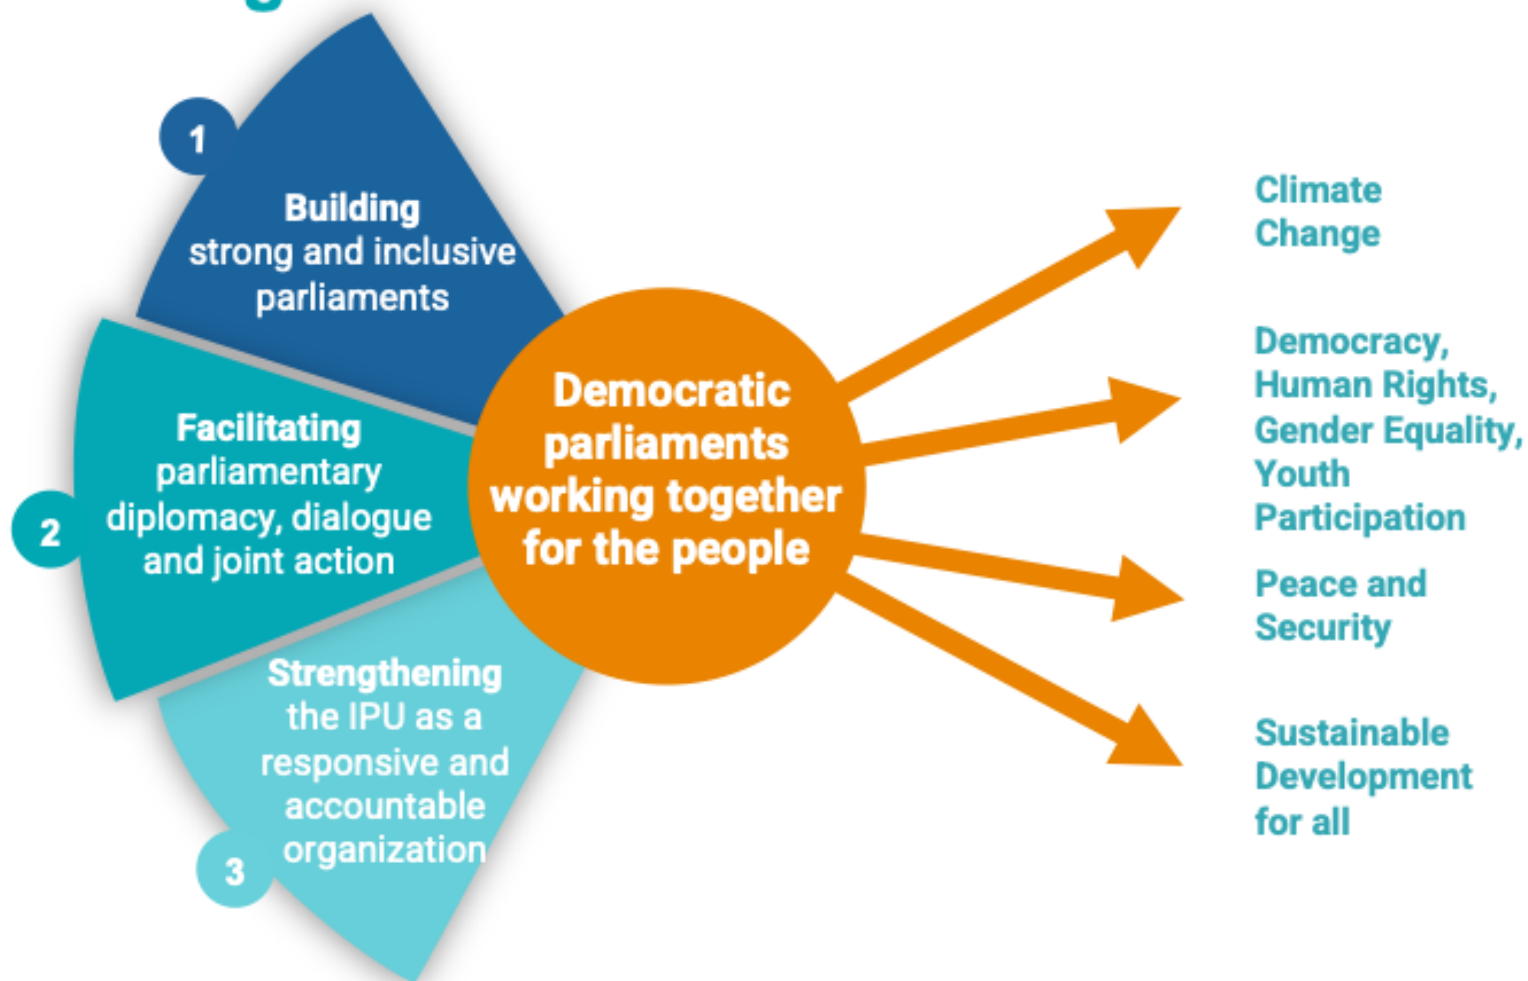 1
Building
strong and inclusive
parliaments
2
Facilitating
parliamentary
diplomacy, dialogue
and joint action
3
Strengthening
the IPU as a
responsive and
accountable
organization
Democratic
parliaments
working together
for the people
Climate
Change
Democracy,
Human Rights,
Gender Equality,
Youth
Participation
Peace and
Security
Sustainable
Development
for all